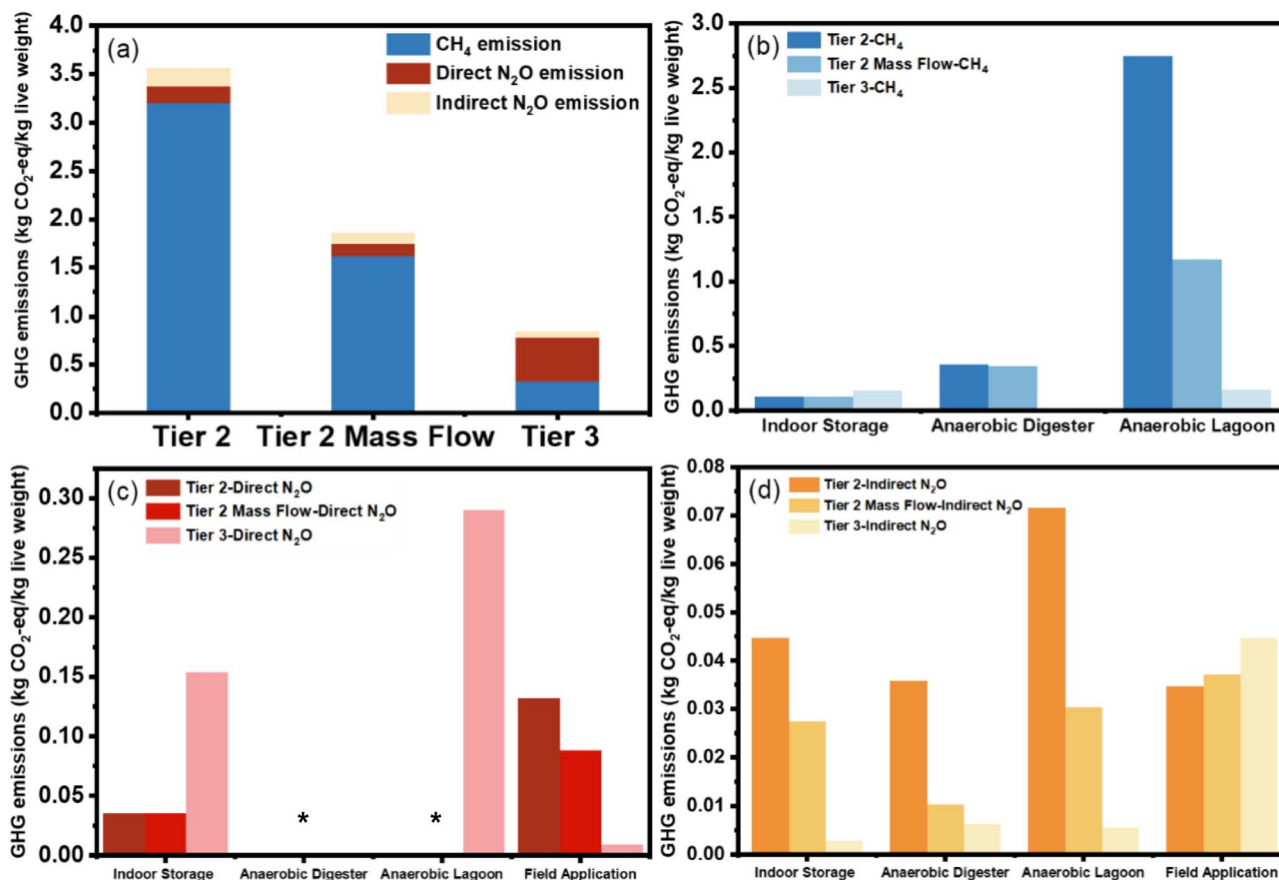 (a)
CH₄ emission
Direct N₂O emission
Indirect N₂O emission
GHG emissions (kg CO₂-eq/kg live weight)
4.0
3.5
3.0
2.5
2.0
1.5
1.0
0.5
0.0
Tier 2 Tier 2 Mass Flow Tier 3
(b)
Tier 2-CH₄
Tier 2 Mass Flow-CH₄
Tier 3-CH₄
GHG emissions (kg CO₂-eq/kg live weight)
3.0
2.5
2.0
1.5
1.0
0.5
0.0
Indoor Storage Anaerobic Digester Anaerobic Lagoon
(c)
Tier 2-Direct N₂O
Tier 2 Mass Flow-Direct N₂O
Tier 3-Direct N₂O
GHG emissions (kg CO₂-eq/kg live weight)
0.30
0.25
0.20
0.15
0.10
0.05
0.00
* *
Indoor Storage Anaerobic Digester Anaerobic Lagoon Field Application
(d)
Tier 2-Indirect N₂O
Tier 2 Mass Flow-Indirect N₂O
Tier 3-Indirect N₂O
GHG emissions (kg CO₂-eq/kg live weight)
0.08
0.07
0.06
0.05
0.04
0.03
0.02
0.01
0.00
Indoor Storage Anaerobic Digester Anaerobic Lagoon Field Application